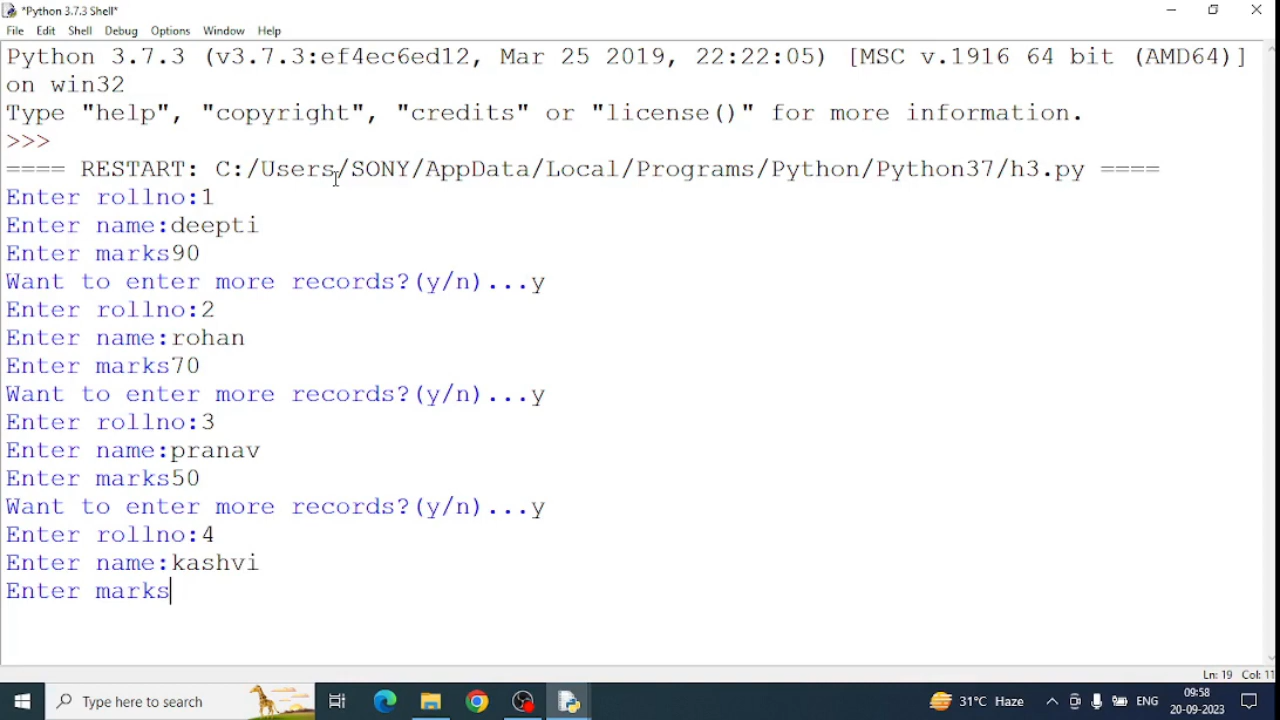 *Python 3.7.3 Shell*
File Edit Shell Debug Options Window Help
Python 3.7.3 (v3.7.3:ef4ec6ed12, Mar 25 2019, 22:22:05) [MSC v.1916 64 bit (AMD64)]
on win32
Type "help", "copyright", "credits" or "license()" for more information.
>>>
==== RESTART: C:/Users/SONY/AppData/Local/Programs/Python/Python37/h3.py ====
Enter rollno:1
Enter name:deepti
Enter marks90
Want to enter more records?(y/n)...y
Enter rollno:2
Enter name:rohan
Enter marks70
Want to enter more records?(y/n)...y
Enter rollno:3
Enter name:pranav
Enter marks50
Want to enter more records?(y/n)...y
Enter rollno:4
Enter name:kashvi
Enter marks
Ln: 19 Col: 11
Type here to search
31°C Haze
ENG
09:58
20-09-2023